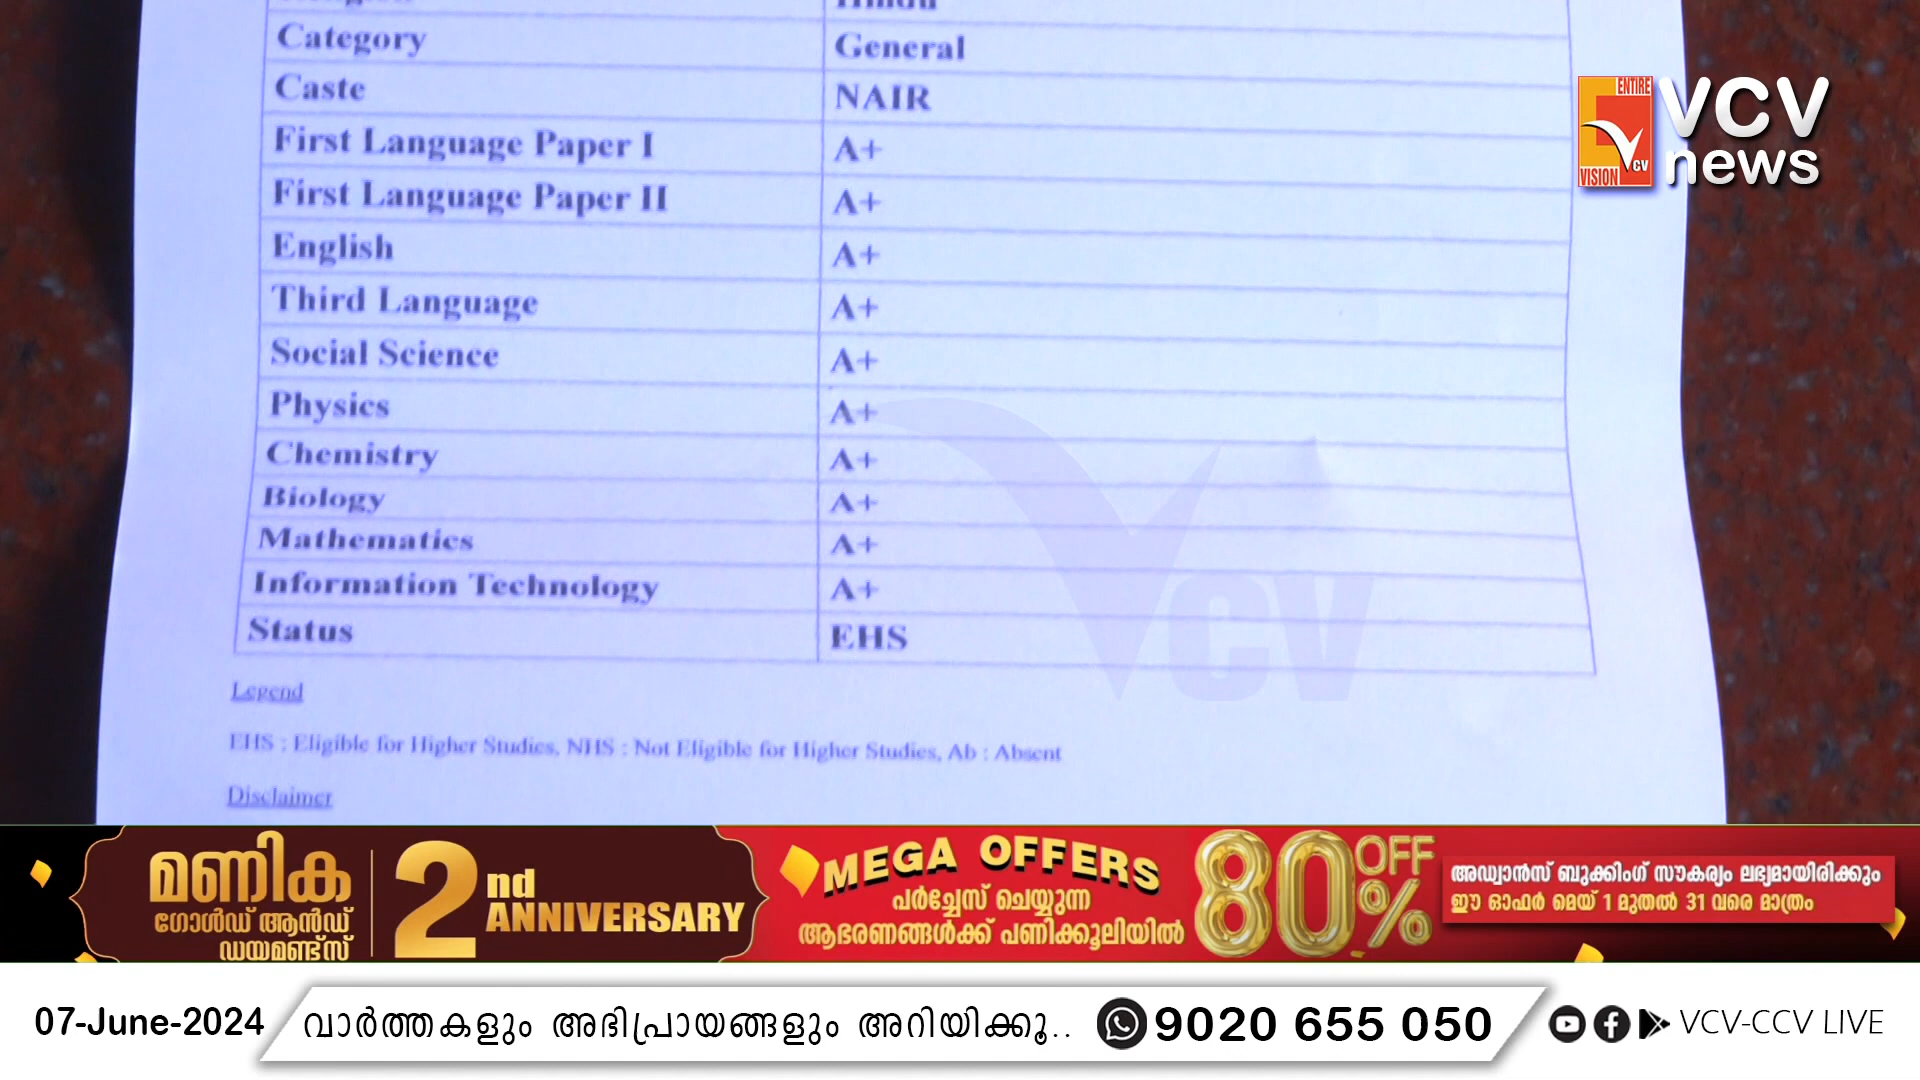 Category General
Caste NAIR
First Language Paper I A+
First Language Paper II A+
English A+
Third Language A+
Social Science A+
Physics A+
Chemistry A+
Biology A+
Mathematics A+
Information Technology A+
Status EHS
Legend
EHS : Eligible for Higher Studies, NHS : Not Eligible for Higher Studies, Ab : Absent
Disclaimer
ENTIRE
VISION
VCV
VCV
news
VCV
മണിക
ഗോൾഡ് ആൻഡ്
ഡയമണ്ട്സ്
2nd
ANNIVERSARY
MEGA OFFERS
പർച്ചേസ് ചെയ്യുന്ന
ആഭരണങ്ങൾക്ക് പണിക്കൂലിയിൽ
80% OFF
അഡ്വാൻസ് ബുക്കിംഗ് സൗകര്യം ലഭ്യമായിരിക്കും
ഈ ഓഫർ മെയ് 1 മുതൽ 31 വരെ മാത്രം
07-June-2024
വാർത്തകളും അഭിപ്രായങ്ങളും അറിയിക്കൂ..
9020 655 050
VCV-CCV LIVE